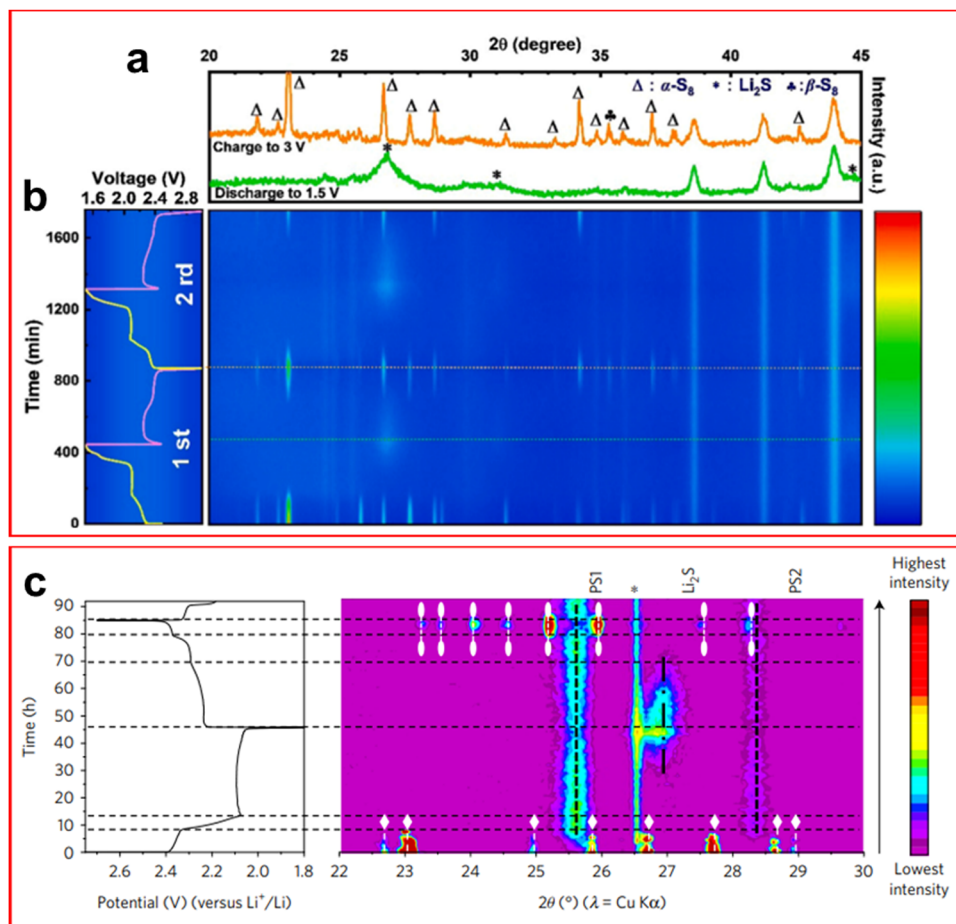 a
2θ (degree)
20 25 30 35 40 45
Δ : α-S₈ * : Li₂S ♣:β-S₈
Charge to 3 V
Discharge to 1.5 V
Intensity (a.u.)
b
Voltage (V)
1.6 2.0 2.4 2.8
1600
1200
800
400
0
Time (min)
2 rd
1 st
c
PS1
*
Li₂S
PS2
Highest
intensity
90
80
70
60
50
40
30
20
10
0
Time (h)
2.6 2.4 2.2 2.0 1.8
Potential (V) (versus Li⁺/Li)
22 23 24 25 26 27 28 29 30
2θ (°) (λ = Cu Kα)
Lowest
intensity